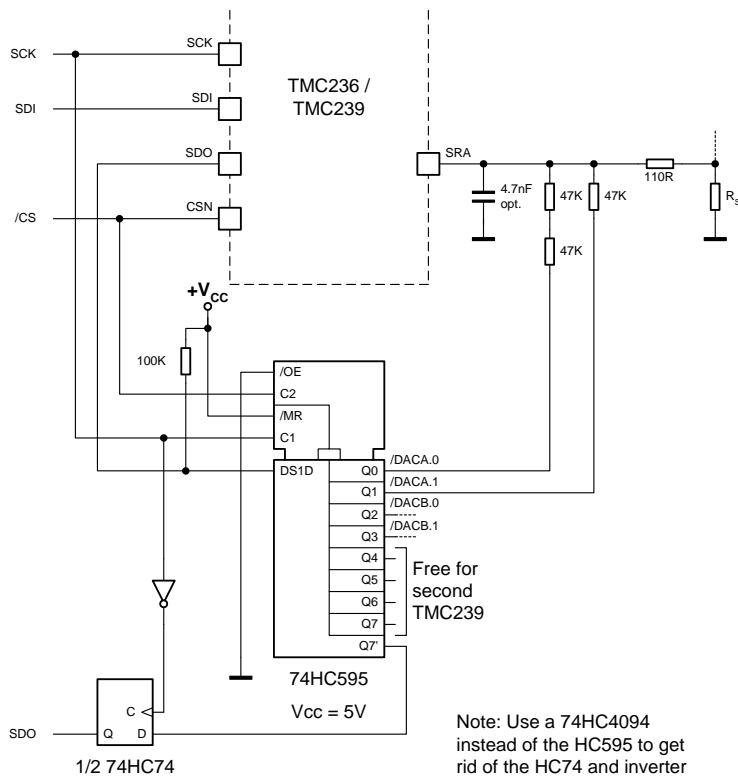 SCK
SCK
TMC236 /
TMC239
SDI
SDI
SDO
SRA
110R
4.7nF
opt.
47K
47K
R_S
/CS
CSN
47K
+V_CC
100K
/OE
C2
/MR
C1
DS1D
Q0
/DACA.0
Q1
/DACA.1
Q2
/DACB.0
Q3
/DACB.1
Q4
Q5
Q6
Q7
Q7'
Free for
second
TMC239
74HC595
Vcc = 5V
C
SDO
Q
D
1/2 74HC74
Note: Use a 74HC4094
instead of the HC595 to get
rid of the HC74 and inverter